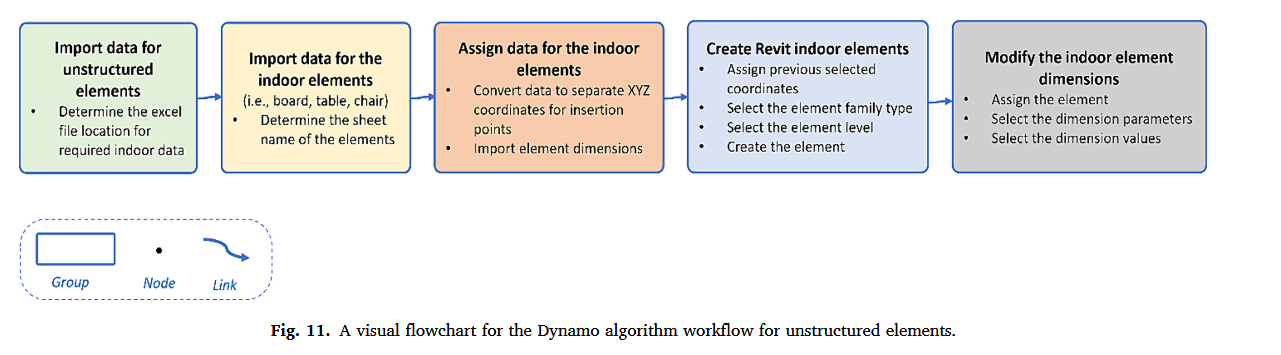 Import data for
unstructured
elements
• Determine the excel
file location for
required indoor data
Import data for the
indoor elements
(i.e., board, table, chair)
• Determine the sheet
name of the elements
Assign data for the indoor
elements
• Convert data to separate XYZ
coordinates for insertion
points
• Import element dimensions
Create Revit indoor elements
• Assign previous selected
coordinates
• Select the element family type
• Select the element level
• Create the element
Modify the indoor element
dimensions
• Assign the element
• Select the dimension parameters
• Select the dimension values
Group
Node
Link
Fig. 11. A visual flowchart for the Dynamo algorithm workflow for unstructured elements.